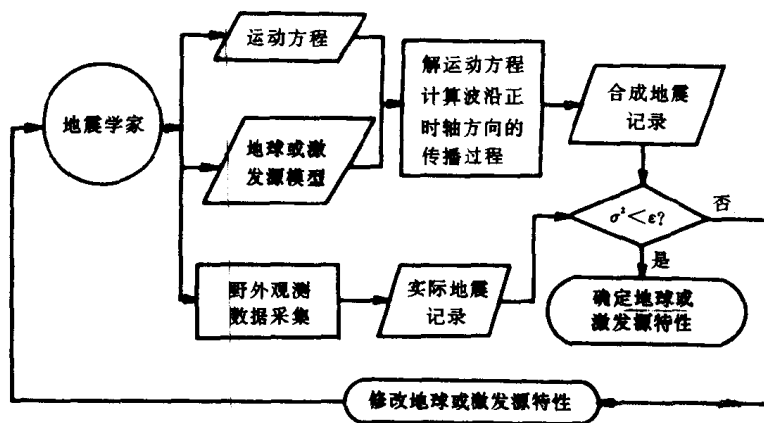 运动方程
地震学家
地球或激
发源模型
解运动方程
计算波沿正
时轴方向的
传播过程
合成地震
记录
σ²<ε?
否
是
野外观测
数据采集
实际地震
记录
确定地球或
激发源特性
修改地球或激发源特性